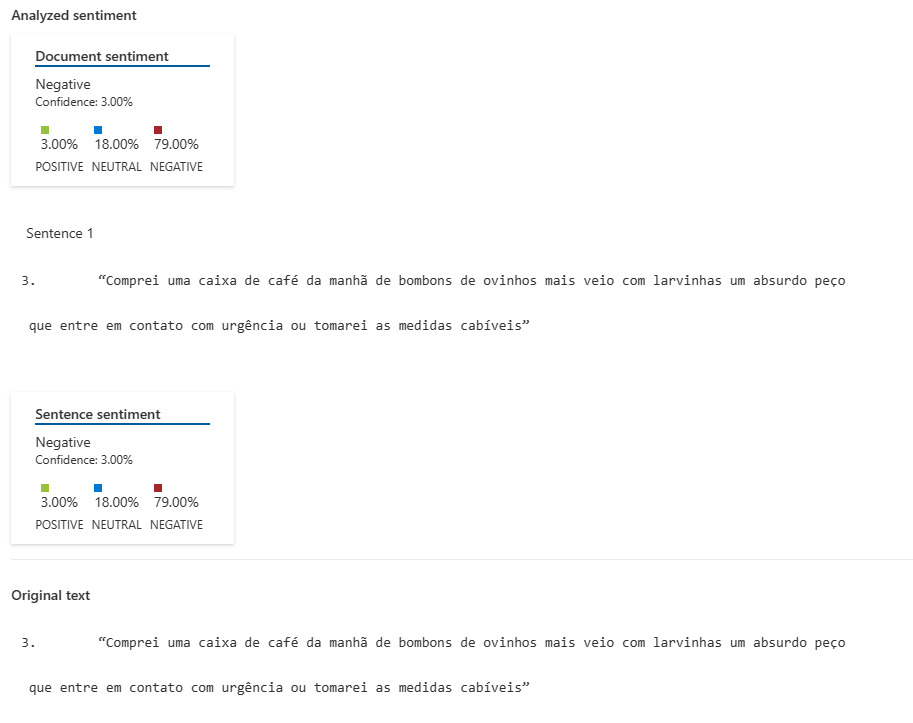 Analyzed sentiment
Document sentiment
Negative
Confidence: 3.00%
3.00% 18.00% 79.00%
POSITIVE NEUTRAL NEGATIVE
Sentence 1
3. “Comprei uma caixa de café da manhã de bombons de ovinhos mais veio com larvinhas um absurdo peço
que entre em contato com urgência ou tomarei as medidas cabíveis”
Sentence sentiment
Negative
Confidence: 3.00%
3.00% 18.00% 79.00%
POSITIVE NEUTRAL NEGATIVE
Original text
3. “Comprei uma caixa de café da manhã de bombons de ovinhos mais veio com larvinhas um absurdo peço
que entre em contato com urgência ou tomarei as medidas cabíveis”